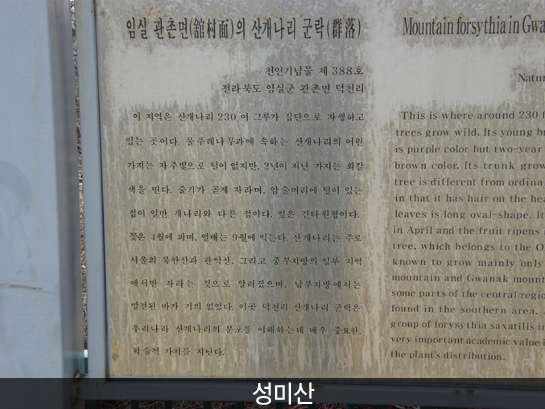 임실 관촌면(舘村面)의 산개나리 군락(群落)
천연기념물 제 388호
전라북도 임실군 관촌면 덕천리
이 지역은 산개나리 230 여 그루가 집단으로 자생하고
있는 곳이다. 물푸레나무과에 속하는 산개나리의 어린
가지는 자주빛으로 털이 없지만, 2년이 지난 가지는 회갈
색을 띤다. 줄기가 곧게 자라며, 암술머리에 털이 있는
점이 일반 개나리와 다른 점이다. 잎은 긴타원형이다.
꽃은 4월에 피며, 열매는 9월에 익는다. 산개나리는 주로
서울의 북한산과 관악산, 그리고 중부지방의 일부 지역
에서만 자라는 것으로 알려졌으며, 남부지방에서는
발견된 바가 거의 없었다. 이곳 덕천리 산개나리 군락은
우리나라 산개나리의 분포를 이해하는데 매우 중요한
학술적 가치를 지닌다.
Mountain forsythia in Gwa
Natur
This is where around 230 f
trees grow wild. Its young br
is purple color but two-year
brown color. Its trunk grow
tree is different from ordina
in that it has hair on the hea
leaves is long oval-shape. It
in April and the fruit ripens
tree, which belongs to the O
known to grow mainly only
mountain and Gwanak mount
some parts of the central region
found in the southern area.
group of forsythia saxatilis in
very important academic value i
the plant's distribution.
성미산